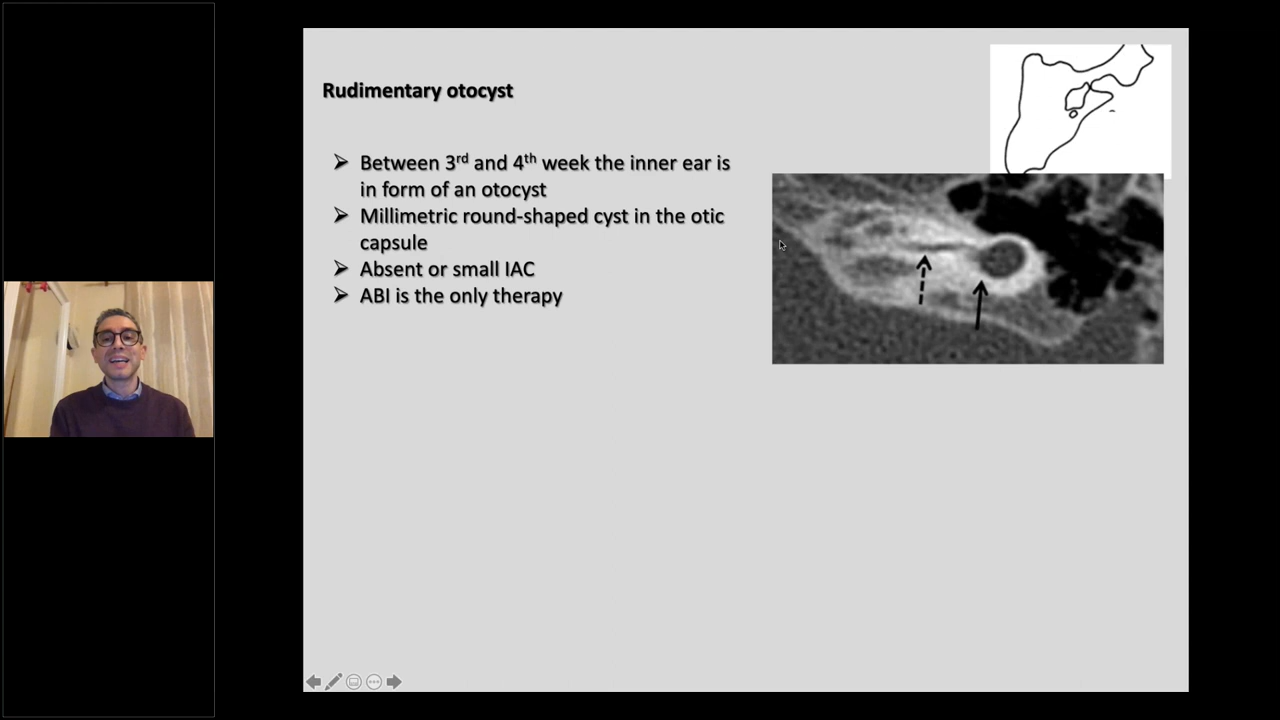 Rudimentary otocyst
➢ Between 3rd and 4th week the inner ear is
in form of an otocyst
➢ Millimetric round-shaped cyst in the otic
capsule
➢ Absent or small IAC
➢ ABI is the only therapy